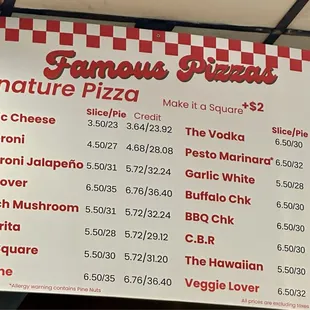 Famous Pizzas
nature Pizza
Make it a Square +$2
Slice/Pie Credit
c Cheese 3.50/23 3.64/23.92
roni 4.50/27 4.68/28.08
roni Jalapeño 5.50/31 5.72/32.24
over 6.50/35 6.76/36.40
h Mushroom 5.50/31 5.72/32.24
rita 5.50/28 5.72/29.12
quare 5.50/30 5.72/31.20
ne 6.50/35 6.76/36.40
*Allergy warning contains Pine Nuts
Slice/Pie
The Vodka 6.50/30
Pesto Marinara* 6.50/32
Garlic White 5.50/28
Buffalo Chk 6.50/30
BBQ Chk 6.50/30
C.B.R 6.50/30
The Hawaiian 5.50/30
Veggie Lover 6.50/32
All prices are excluding taxes